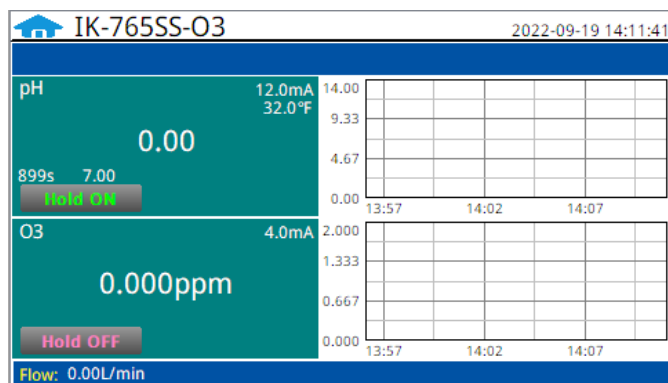 IK-765SS-O3
2022-09-19 14:11:41
pH
12.0mA
32.0°F
0.00
899s 7.00
Hold ON
14.00
9.33
4.67
0.00
13:57 14:02 14:07
O3
4.0mA
0.000ppm
Hold OFF
2.000
1.333
0.667
0.000
13:57 14:02 14:07
Flow: 0.00L/min